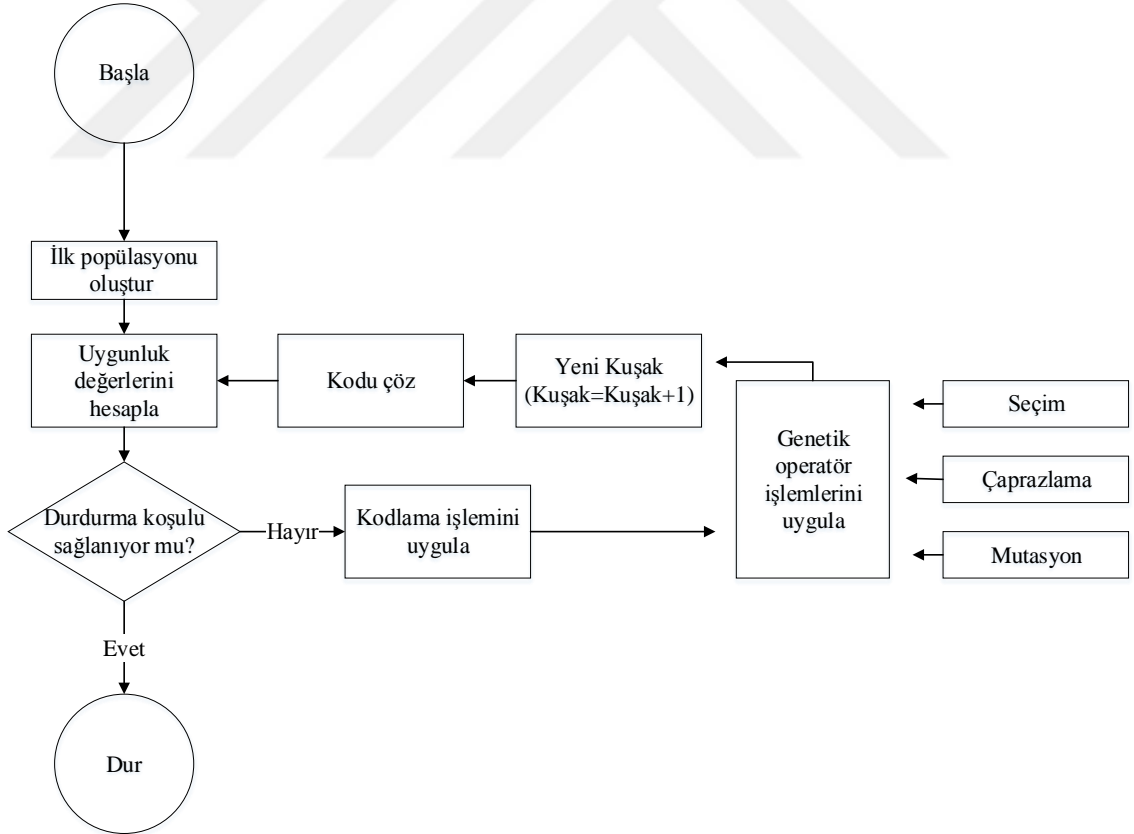 Başla
İlk popülasyonu
oluştur
Uygunluk
değerlerini
hesapla
Kodu çöz
Yeni Kuşak
(Kuşak=Kuşak+1)
Genetik
operatör
işlemlerini
uygula
Seçim
Çaprazlama
Mutasyon
Durdurma koşulu
sağlanıyor mu?
Hayır
Kodlama işlemini
uygula
Evet
Dur